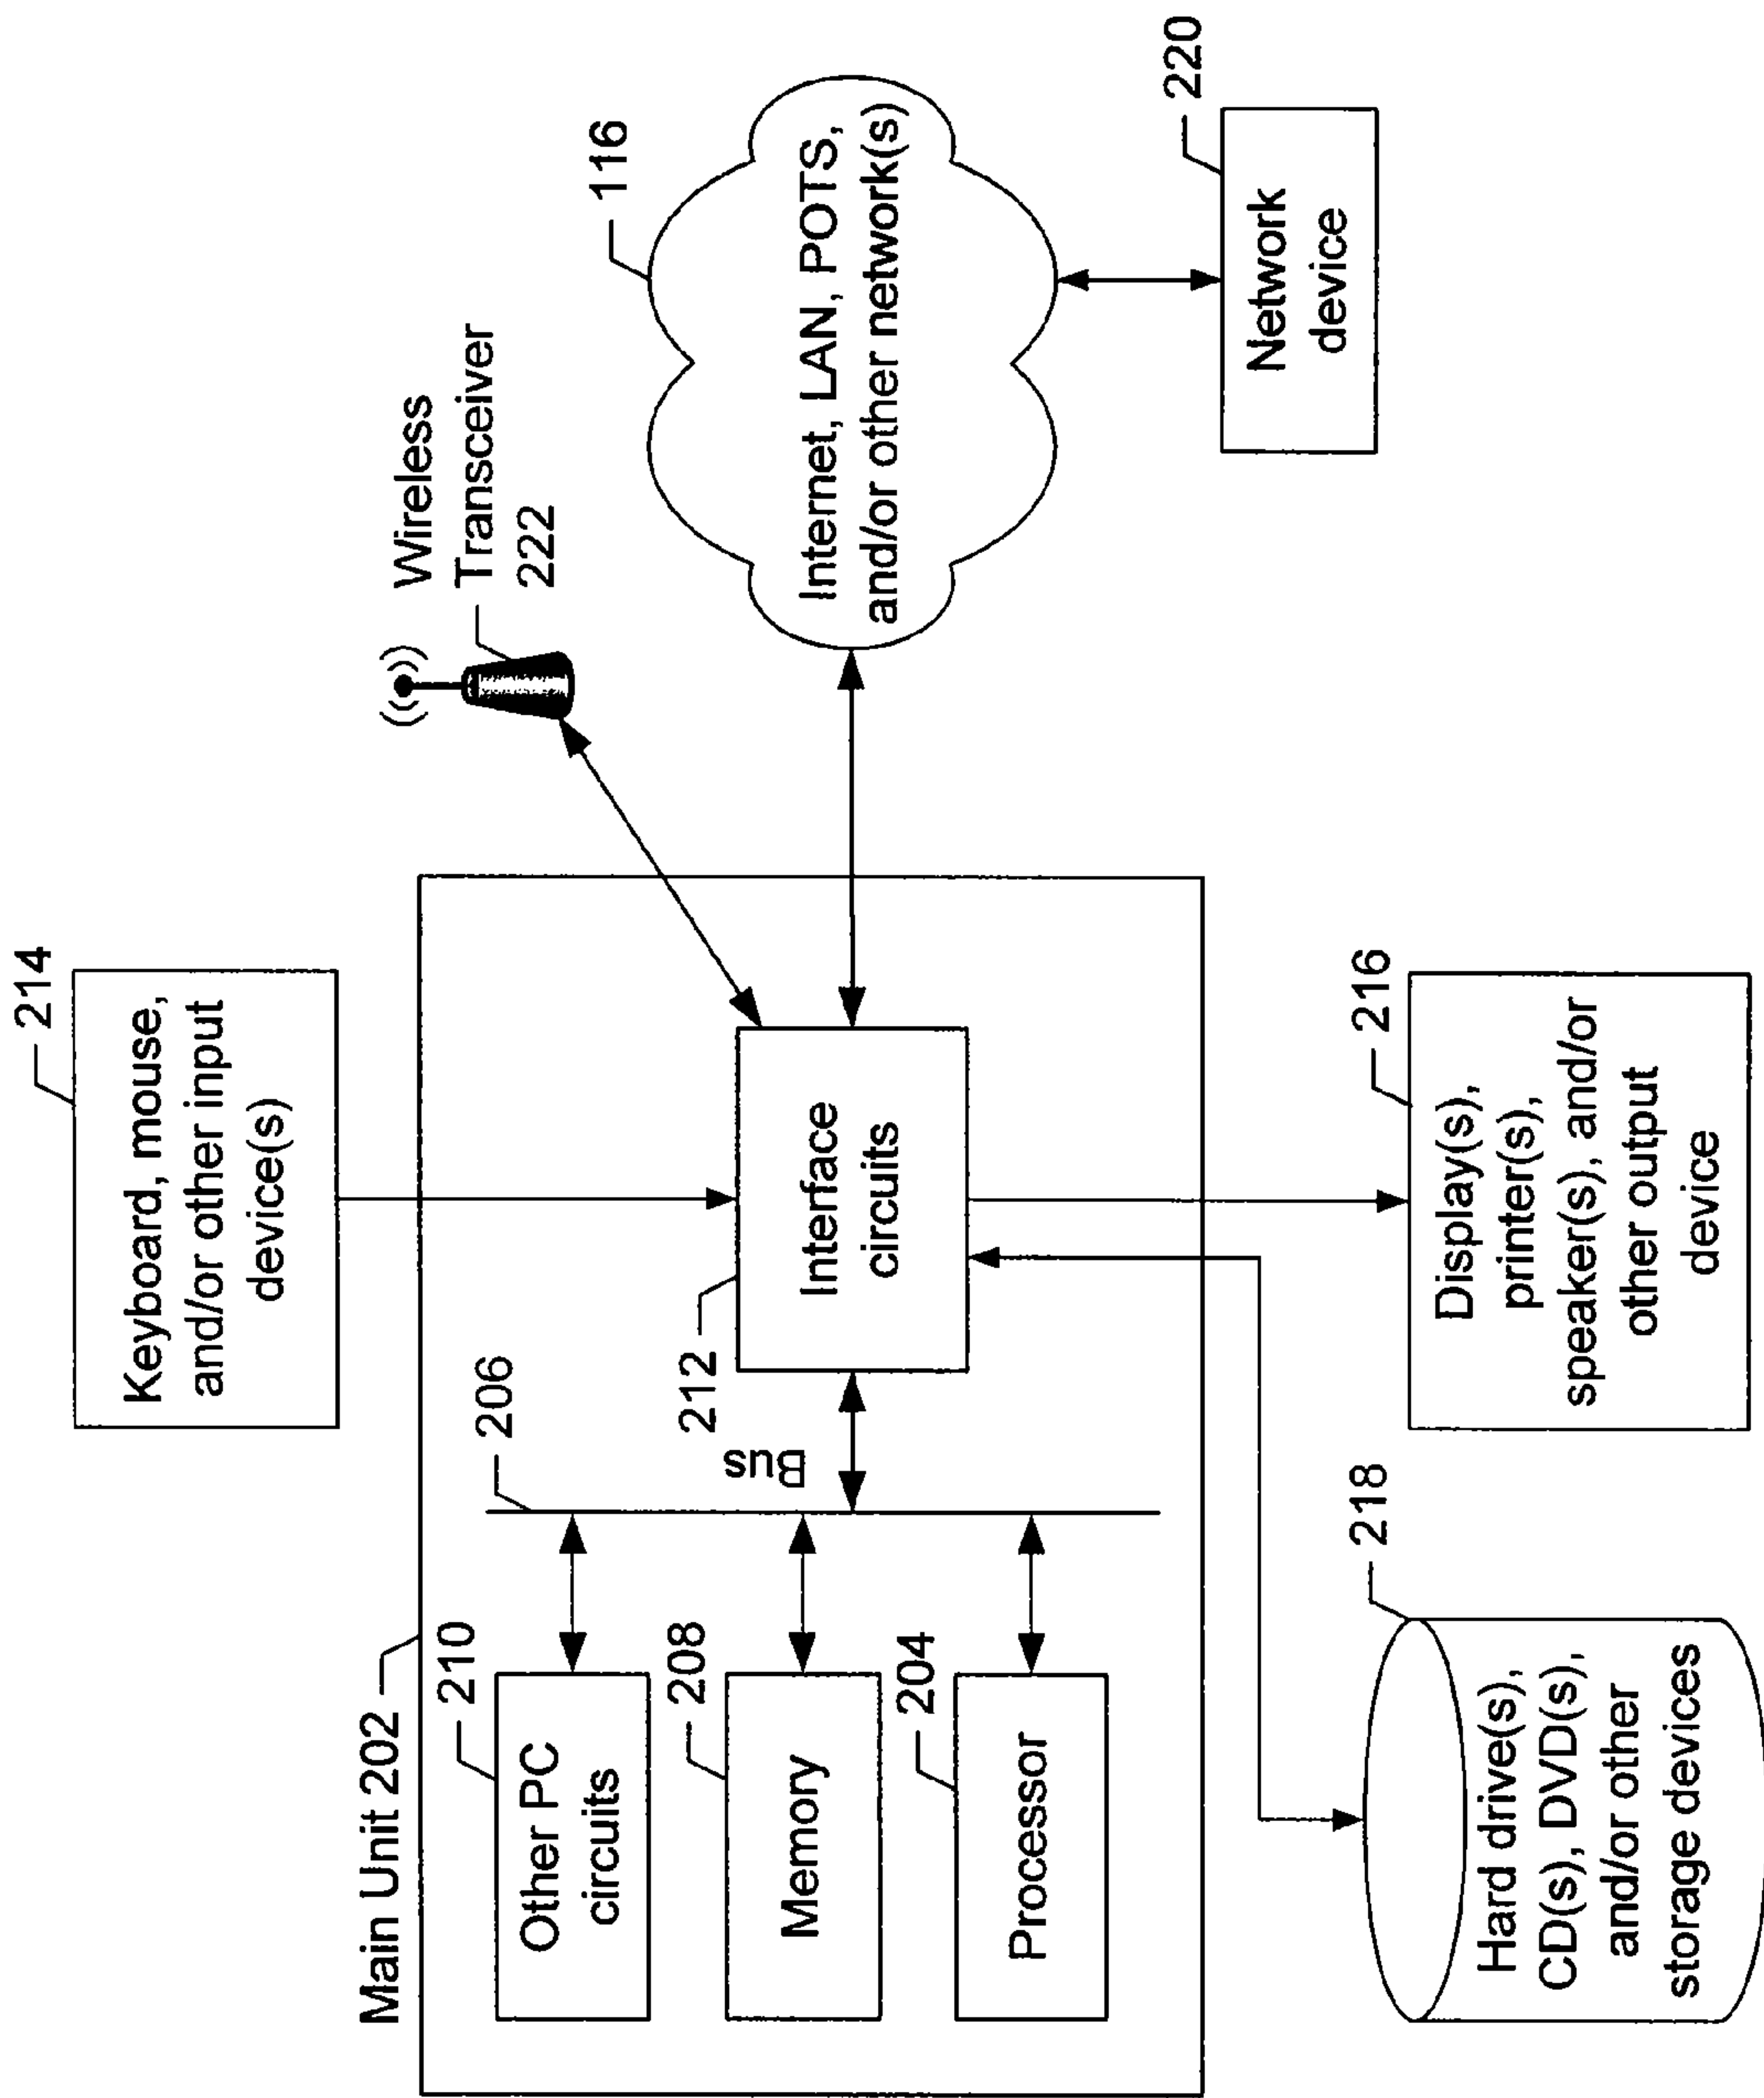 214
Keyboard, mouse,
and/or other input
device(s)
Main Unit 202
210
Other PC
circuits
208
Memory
204
Processor
206
Bus
212
Interface
circuits
Wireless
Transceiver
222
116
Internet, LAN, POTS,
and/or other network(s)
220
Network
device
218
Hard drive(s),
CD(s), DVD(s),
and/or other
storage devices
216
Display(s),
printer(s),
speaker(s), and/or
other output
device